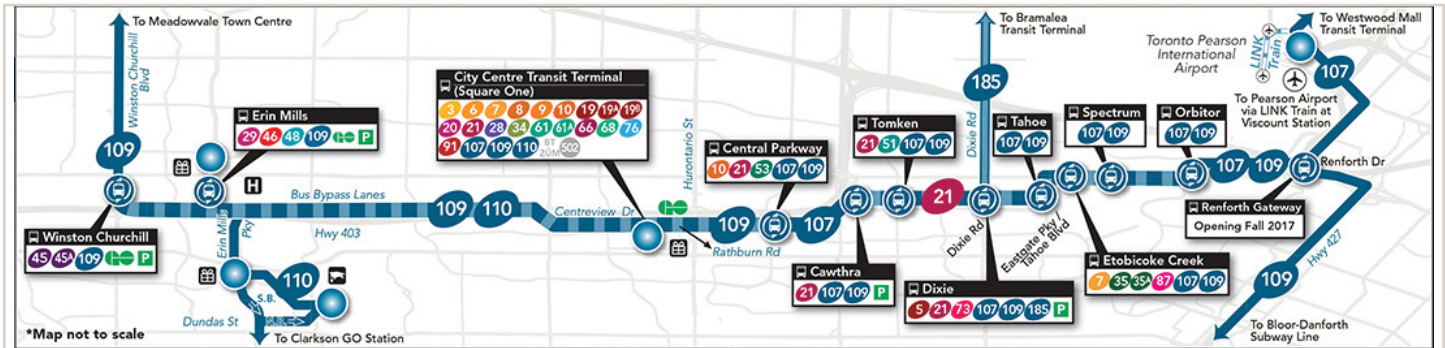 To Meadowvale Town Centre
Winston Churchill
Blvd
109
Winston Churchill
45 45A 109 GO P
Erin Mills
29 46 48 109 GO P
H
Bus Bypass Lanes
Hwy 403
Erin Mills
Pky
110
S.B.
N.B.
Dundas St
To Clarkson GO Station
*Map not to scale
109 110
City Centre Transit Terminal
(Square One)
3 6 7 8 9 10 19 19A 19B
20 21 28 34 61 61A 66 68 76
91 107 109 110 BT ZÜM 502
Centreview Dr
Hurontario St
GO
Rathburn Rd
109
Central Parkway
10 21 53 107 109
107
Cawthra
21 107 109 P
Tomken
21 51 107 109
21
To Bramalea
Transit Terminal
185
Dixie Rd
Dixie Rd
Dixie
5 21 73 107 109 185 P
Tahoe
107 109
Eastgate Pky /
Tahoe Blvd
Etobicoke Creek
7 35 35A 87 107 109
Spectrum
107 109
Orbitor
107 109
107 109
Renforth Dr
Renforth Gateway
Opening Fall 2017
Toronto Pearson
International
Airport
LINK
Train
To Westwood Mall
Transit Terminal
107
To Pearson Airport
via LINK Train at
Viscount Station
Hwy 427
109
To Bloor-Danforth
Subway Line